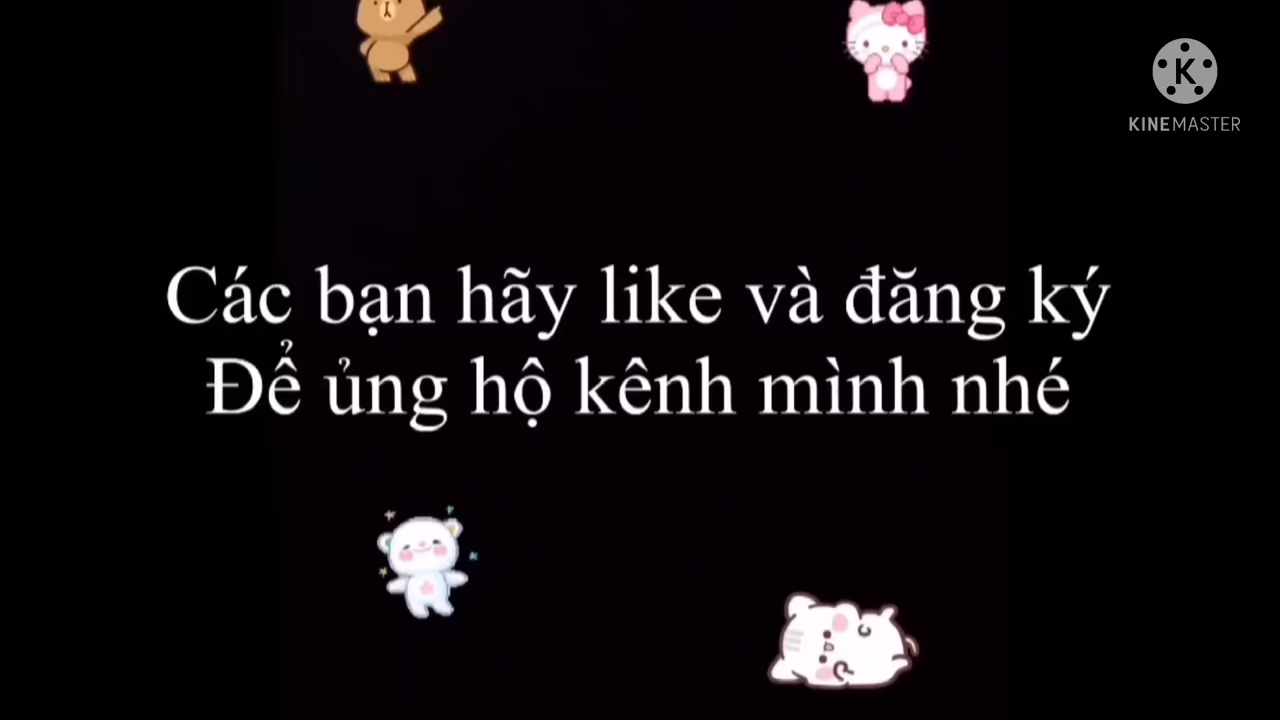 K
KINEMASTER
Các bạn hãy like và đăng ký
Để ủng hộ kênh mình nhé